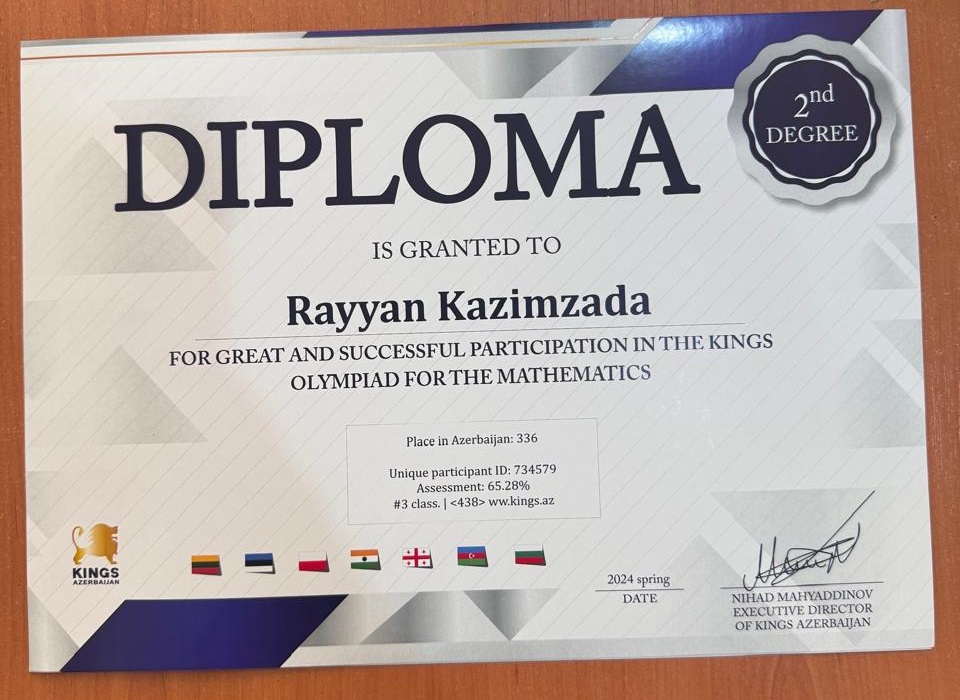 DIPLOMA
2nd
DEGREE
IS GRANTED TO
Rayyan Kazimzada
FOR GREAT AND SUCCESSFUL PARTICIPATION IN THE KINGS
OLYMPIAD FOR THE MATHEMATICS
Place in Azerbaijan: 336
Unique participant ID: 734579
Assessment: 65.28%
#3 class. | <438> ww.kings.az
KINGS
AZERBAIJAN
2024 spring
DATE
NIHAD MAHYADDINOV
EXECUTIVE DIRECTOR
OF KINGS AZERBAIJAN